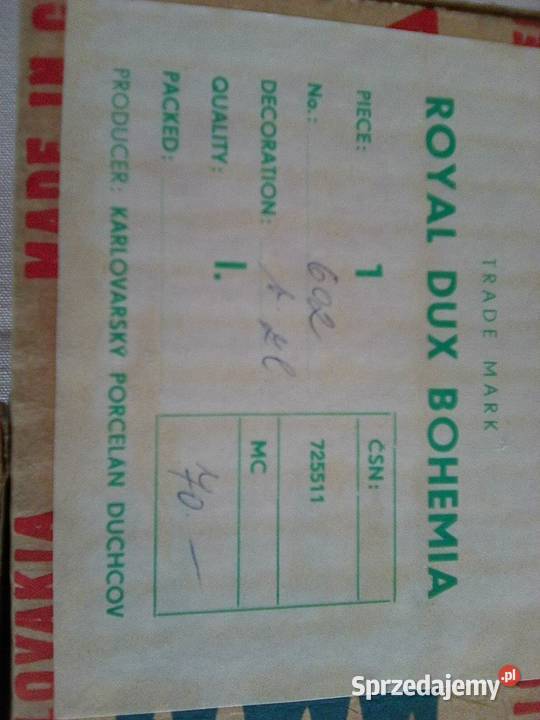 TRADE MARK
ROYAL DUX BOHEMIA
PIECE: 1
No.: 602
DECORATION:
QUALITY: I.
PACKED:
PRODUCER: KARLOVARSKY PORCELAN DUCHCOV
ČSN:
725511
MC
40.—
MADE IN
OVAKIA
Sprzedajemy.pl